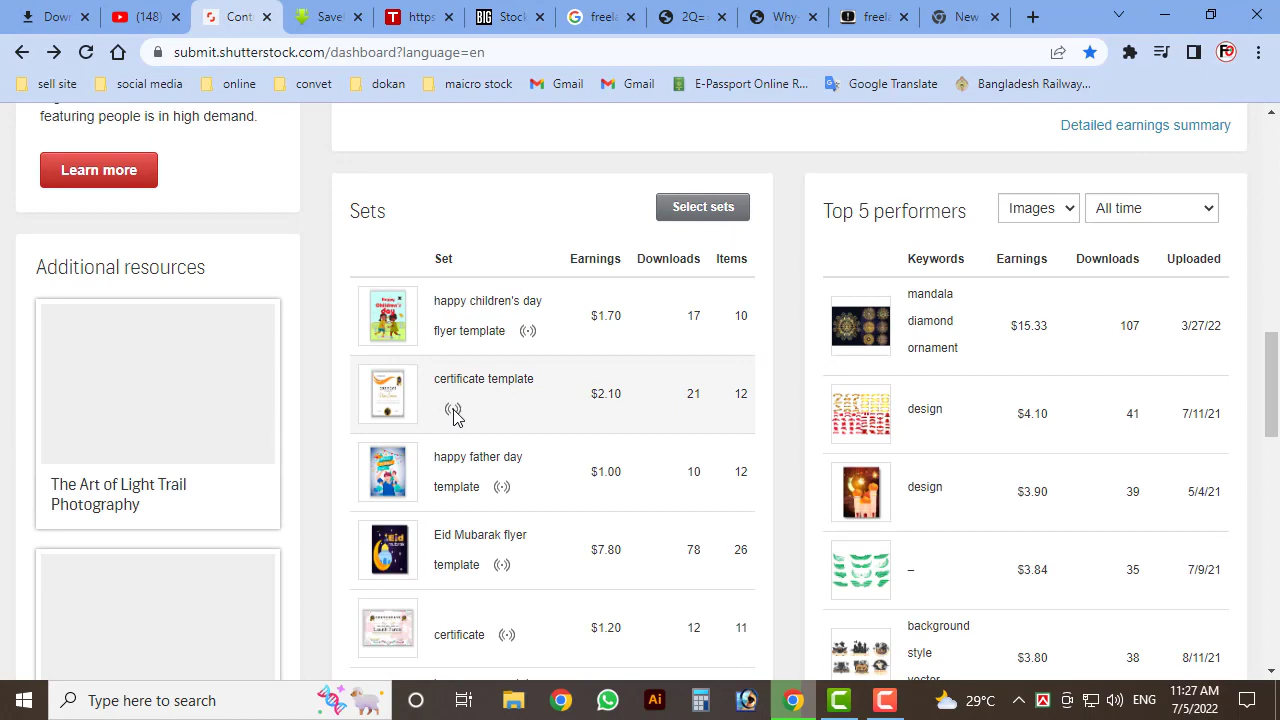 Down
(448)
Cont
Save
https
BIG
Stock
freela
2Q=
Why-
freela
New
submit.shutterstock.com/dashboard?language=en
sell site
social media
online
convet
dokan
maicro stock
Gmail
Gmail
E-Passport Online R...
Google Translate
Bangladesh Railway...
featuring people is in high demand.
Learn more
Detailed earnings summary
Additional resources
The Art of Light Trail
Photography
Sets
Select sets
Set Earnings Downloads Items
happy children's day
flyer template
$1.70 17 10
certificate template
$2.10 21 12
happy father day
template
$1.00 10 12
Eid Mubarak flyer
template
$7.80 78 26
certificate
$1.20 12 11
Top 5 performers
Images
All time
Keywords Earnings Downloads Uploaded
mandala
diamond
ornament
$15.33 107 3/27/22
design
$4.10 41 7/11/21
design
$3.90 39 5/4/21
–
$3.84 35 7/9/21
background
style
vector
$3.80 38 8/11/21
Type here to search
Ai
29°C
ENG
11:27 AM
7/5/2022